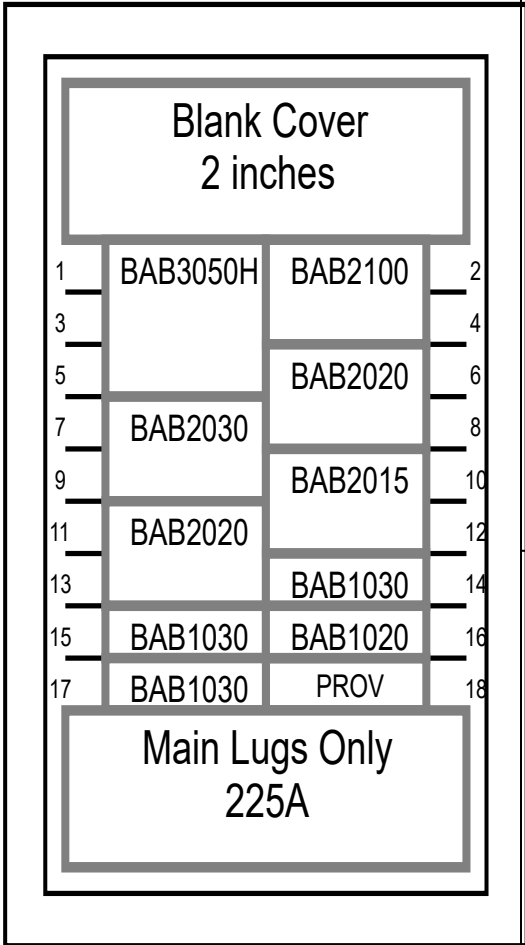 Blank Cover
2 inches
1 BAB3050H BAB2100 2
3 4
5 BAB2020 6
7 BAB2030 8
9 BAB2015 10
11 BAB2020 12
13 BAB1030 14
15 BAB1030 BAB1020 16
17 BAB1030 PROV 18
Main Lugs Only
225A